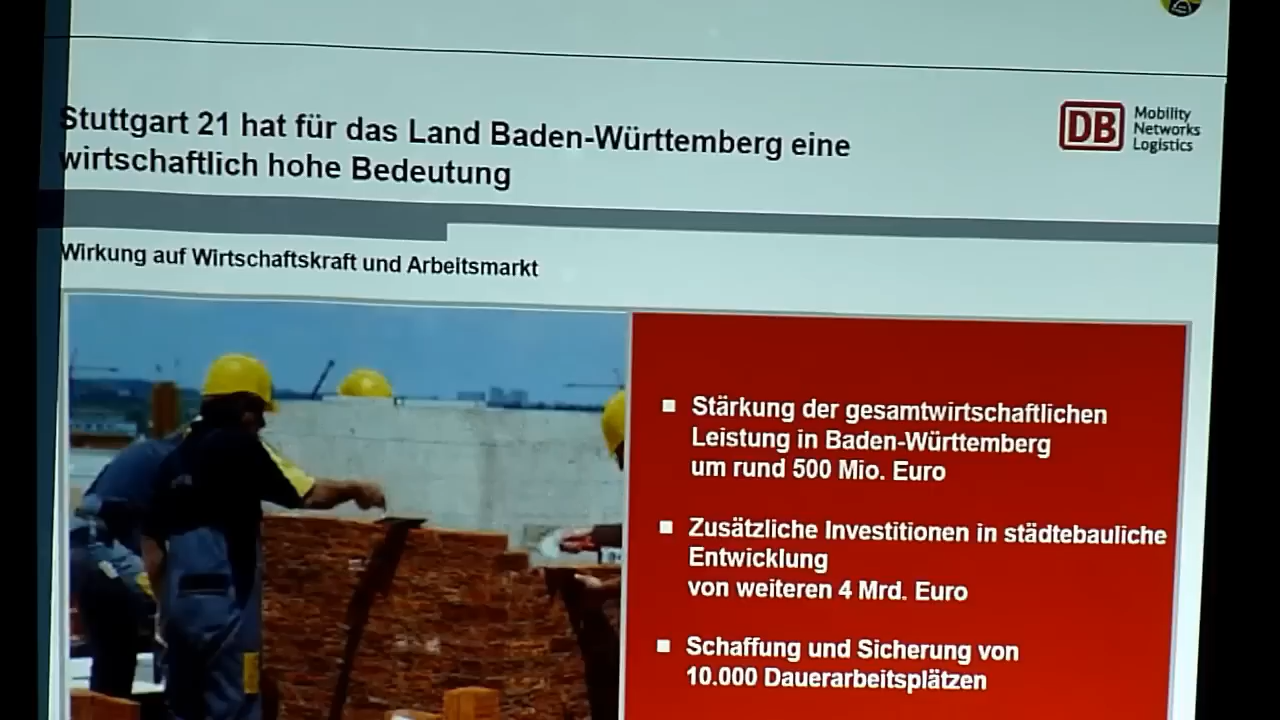 Stuttgart 21 hat für das Land Baden-Württemberg eine
wirtschaftlich hohe Bedeutung
DB
Mobility
Networks
Logistics
Wirkung auf Wirtschaftskraft und Arbeitsmarkt
Stärkung der gesamtwirtschaftlichen
Leistung in Baden-Württemberg
um rund 500 Mio. Euro
Zusätzliche Investitionen in städtebauliche
Entwicklung
von weiteren 4 Mrd. Euro
Schaffung und Sicherung von
10.000 Dauerarbeitsplätzen